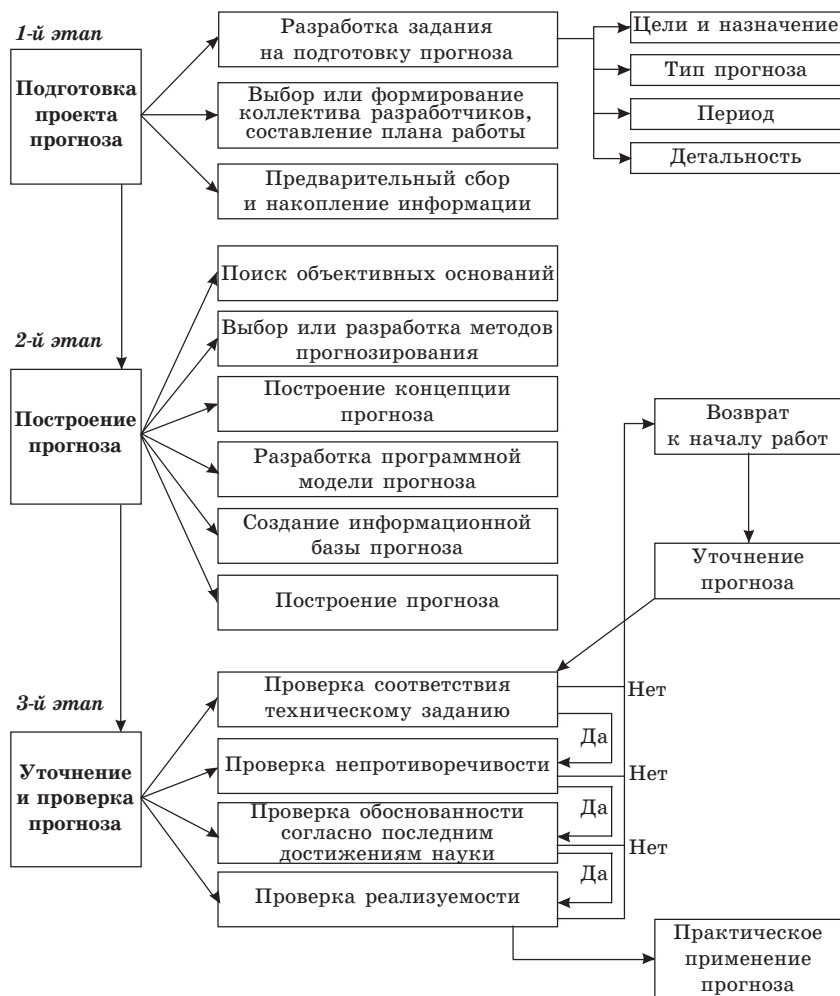 1-й этап
Подготовка
проекта
прогноза
Разработка задания
на подготовку прогноза
Цели и назначение
Тип прогноза
Период
Детальность
Выбор или формирование
коллектива разработчиков,
составление плана работы
Предварительный сбор
и накопление информации
2-й этап
Построение
прогноза
Поиск объективных оснований
Выбор или разработка методов
прогнозирования
Построение концепции
прогноза
Разработка программной
модели прогноза
Создание информационной
базы прогноза
Построение прогноза
Возврат
к началу работ
Уточнение
прогноза
3-й этап
Уточнение
и проверка
прогноза
Проверка соответствия
техническому заданию
Нет
Да
Проверка непротиворечивости
Нет
Да
Проверка обоснованности
согласно последним
достижениям науки
Нет
Да
Проверка реализуемости
Практическое
применение
прогноза